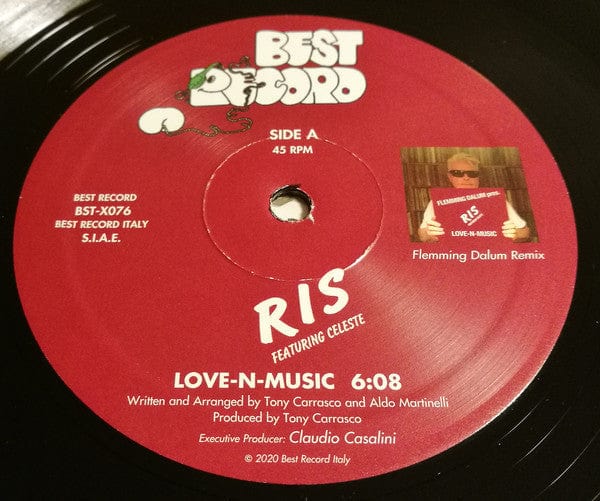 BEST
RECORD
SIDE A
45 RPM
BEST RECORD
BST-X076
BEST RECORD ITALY
S.I.A.E.
FLEMMING DALUM pres.
RIS
LOVE-N-MUSIC
Flemming Dalum Remix
RIS
FEATURING CELESTE
LOVE-N-MUSIC 6:08
Written and Arranged by Tony Carrasco and Aldo Martinelli
Produced by Tony Carrasco
Executive Producer: Claudio Casalini
© 2020 Best Record Italy